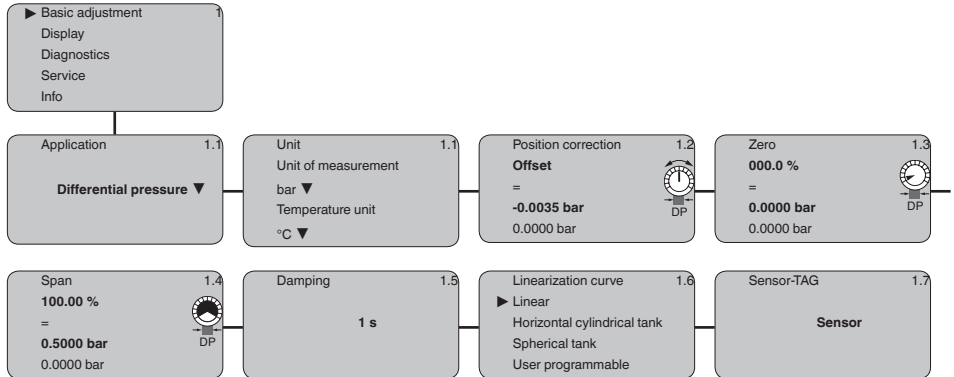 ▶ Basic adjustment 1
Display
Diagnostics
Service
Info
Application 1.1
Differential pressure ▼
Unit 1.1
Unit of measurement
bar ▼
Temperature unit
°C ▼
Position correction 1.2
Offset
=
-0.0035 bar
0.0000 bar
DP
Zero 1.3
000.0 %
=
0.0000 bar
0.0000 bar
DP
Span 1.4
100.00 %
=
0.5000 bar
0.0000 bar
DP
Damping 1.5
1 s
Linearization curve 1.6
▶ Linear
Horizontal cylindrical tank
Spherical tank
User programmable
Sensor-TAG 1.7
Sensor